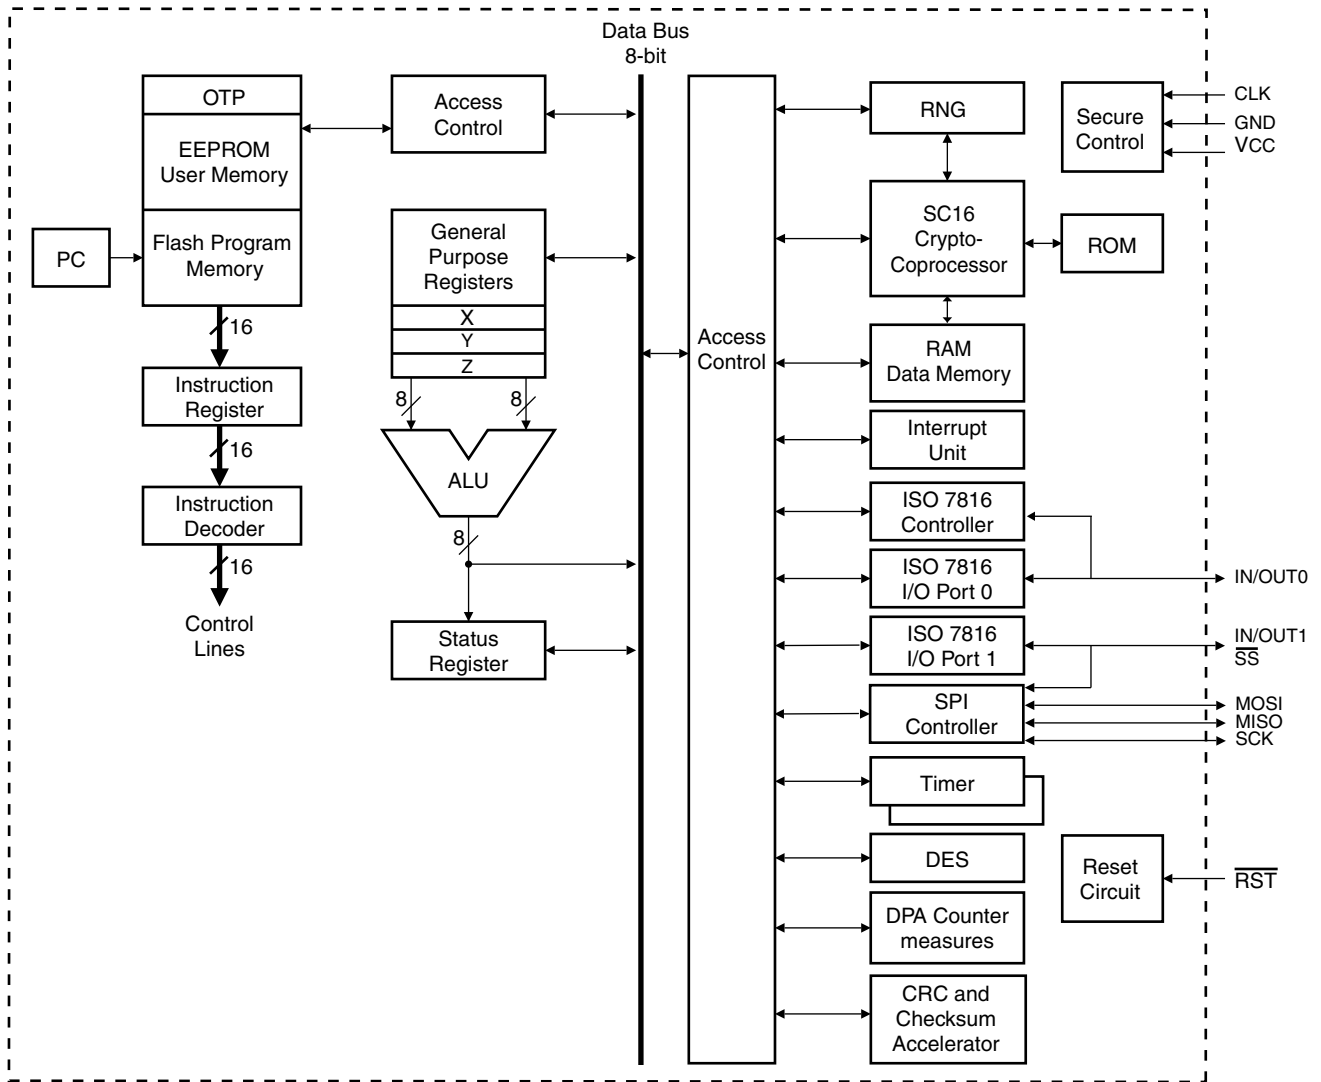 Data Bus
8-bit
OTP
EEPROM
User Memory
Flash Program
Memory
PC
16
Instruction
Register
16
Instruction
Decoder
16
Control
Lines
Access
Control
General
Purpose
Registers
X
Y
Z
8
8
ALU
8
Status
Register
Access
Control
RNG
SC16
Crypto-
Coprocessor
ROM
RAM
Data Memory
Interrupt
Unit
ISO 7816
Controller
ISO 7816
I/O Port 0
ISO 7816
I/O Port 1
SPI
Controller
Timer
DES
DPA Counter
measures
CRC and
Checksum
Accelerator
Secure
Control
Reset
Circuit
CLK
GND
VCC
IN/OUT0
IN/OUT1
SS
MOSI
MISO
SCK
RST